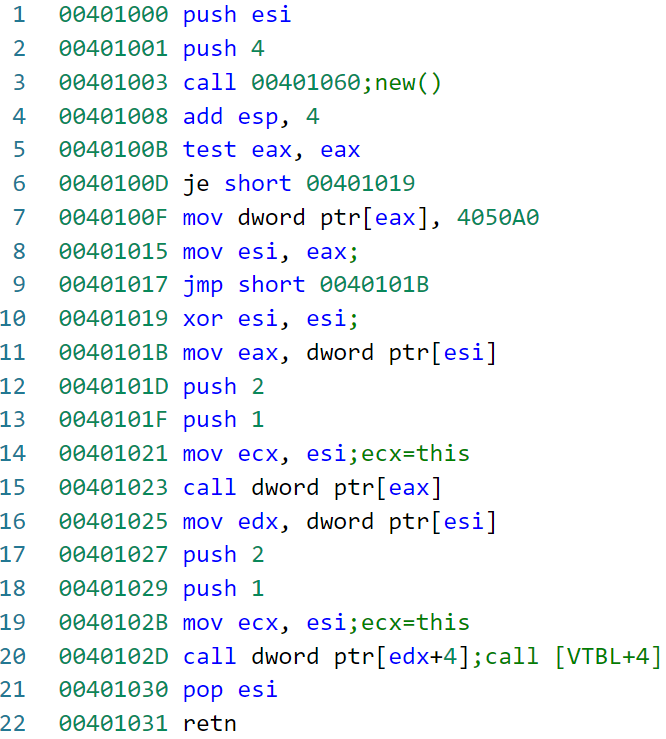 1 00401000 push esi
2 00401001 push 4
3 00401003 call 00401060;new()
4 00401008 add esp, 4
5 0040100B test eax, eax
6 0040100D je short 00401019
7 0040100F mov dword ptr[eax], 4050A0
8 00401015 mov esi, eax;
9 00401017 jmp short 0040101B
10 00401019 xor esi, esi;
11 0040101B mov eax, dword ptr[esi]
12 0040101D push 2
13 0040101F push 1
14 00401021 mov ecx, esi;ecx=this
15 00401023 call dword ptr[eax]
16 00401025 mov edx, dword ptr[esi]
17 00401027 push 2
18 00401029 push 1
19 0040102B mov ecx, esi;ecx=this
20 0040102D call dword ptr[edx+4];call [VTBL+4]
21 00401030 pop esi
22 00401031 retn